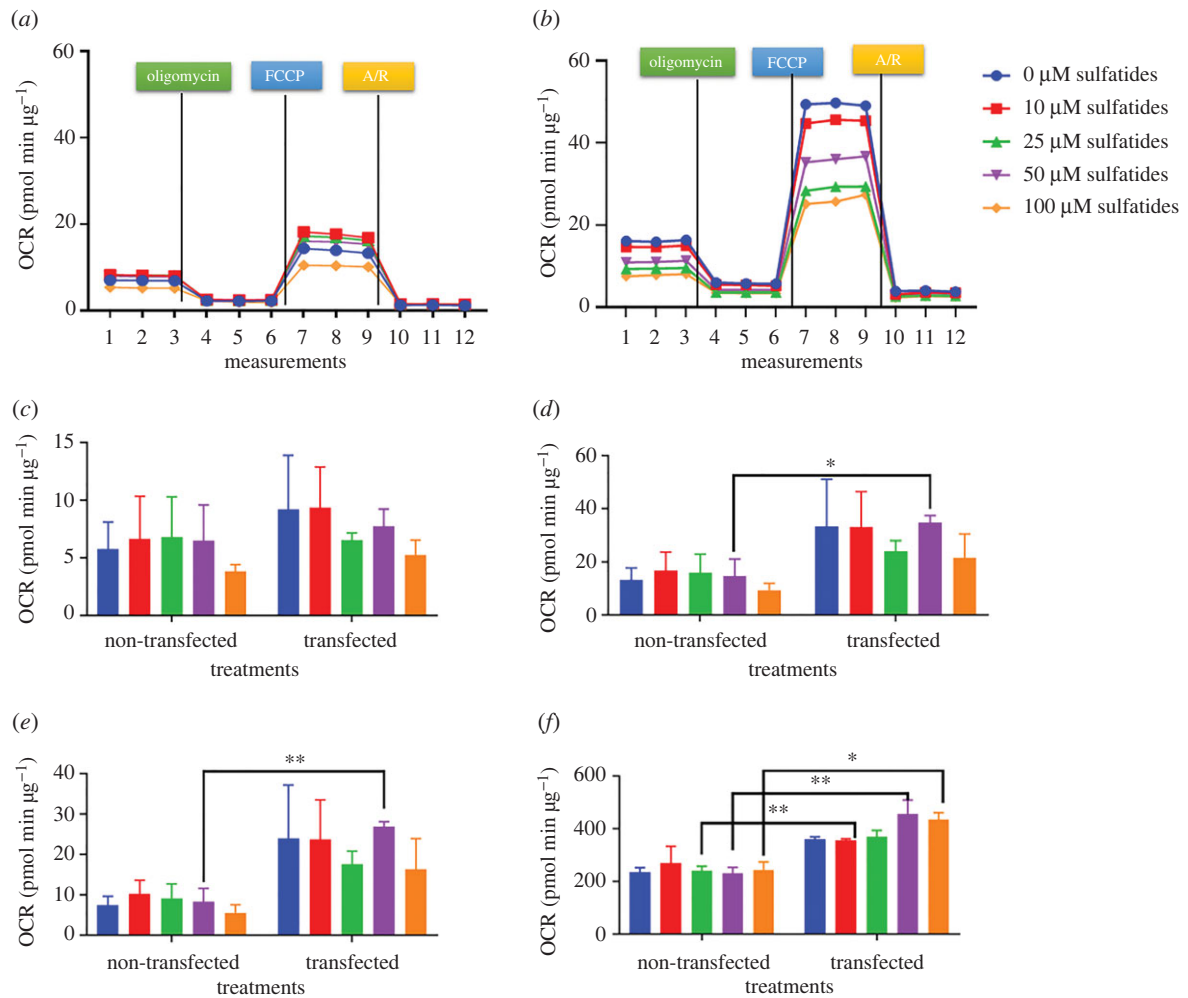 (a)
60
40
20
0
OCR (pmol min µg⁻¹)
oligomycin
FCCP
A/R
1 2 3 4 5 6 7 8 9 10 11 12
measurements
(b)
60
40
20
0
OCR (pmol min µg⁻¹)
oligomycin
FCCP
A/R
1 2 3 4 5 6 7 8 9 10 11 12
measurements
0 µM sulfatides
10 µM sulfatides
25 µM sulfatides
50 µM sulfatides
100 µM sulfatides
(c)
15
10
5
0
OCR (pmol min µg⁻¹)
non-transfected transfected
treatments
(d)
60
40
20
0
OCR (pmol min µg⁻¹)
*
non-transfected transfected
treatments
(e)
40
30
20
10
0
OCR (pmol min µg⁻¹)
**
non-transfected transfected
treatments
(f)
600
400
200
0
OCR (pmol min µg⁻¹)
*
**
**
non-transfected transfected
treatments